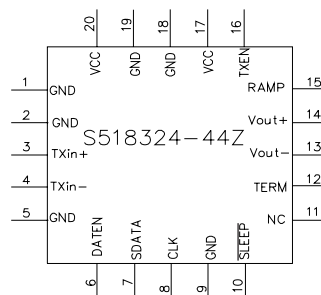 20 19 18 17 16
VCC GND GND VCC TXEN
1 GND RAMP 15
2 GND Vout+ 14
S518324-44Z
3 TXin+ Vout- 13
4 TXin- TERM 12
5 GND NC 11
DATEN SDATA CLK GND SLEEP
6 7 8 9 10